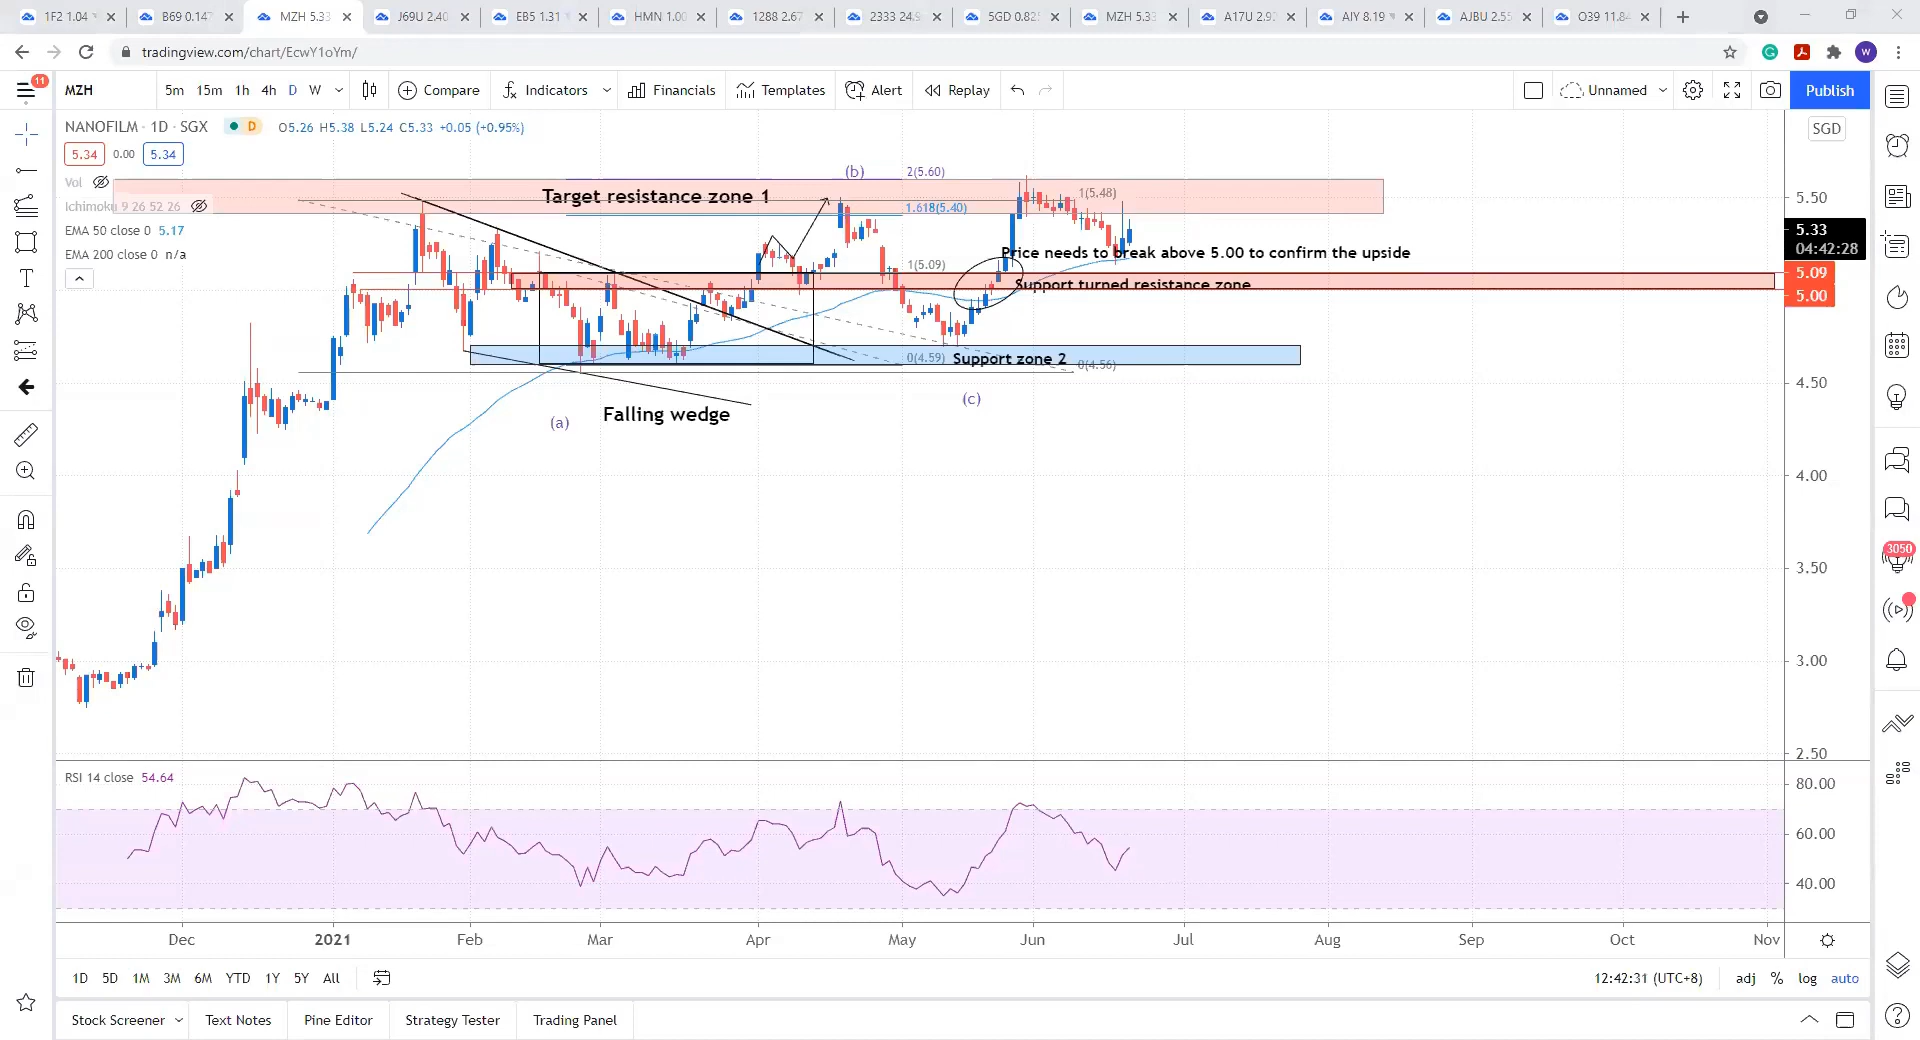 1F2 1.04
B69 0.147
MZH 5.33
J69U 2.40
EB5 1.31
HMN 1.00
1288 2.67
2333 24.9
5GD 0.825
MZH 5.33
A17U 2.92
AIY 8.19
AJBU 2.55
O39 11.84
tradingview.com/chart/EcwY1oYm/
W
11
MZH
5m 15m 1h 4h D W
Compare
Indicators
Financials
Templates
Alert
Replay
Unnamed
Publish
NANOFILM · 1D · SGX
D
O5.26 H5.38 L5.24 C5.33 +0.05 (+0.95%)
SGD
5.34 0.00 5.34
Vol
Ichimoku 9 26 52 26
EMA 50 close 0 5.17
EMA 200 close 0 n/a
(b)
2(5.60)
Target resistance zone 1
1(5.48)
1.618(5.40)
Price needs to break above 5.00 to confirm the upside
1(5.09)
Support turned resistance zone
0(4.59)
Support zone 2
0(4.56)
(c)
Falling wedge
(a)
5.50
5.33
04:42:28
5.09
5.00
4.50
4.00
3.50
3.00
2.50
3050
RSI 14 close 54.64
80.00
60.00
40.00
Dec 2021 Feb Mar Apr May Jun Jul Aug Sep Oct Nov
1D 5D 1M 3M 6M YTD 1Y 5Y All
12:42:31 (UTC+8)
adj % log auto
Stock Screener
Text Notes
Pine Editor
Strategy Tester
Trading Panel